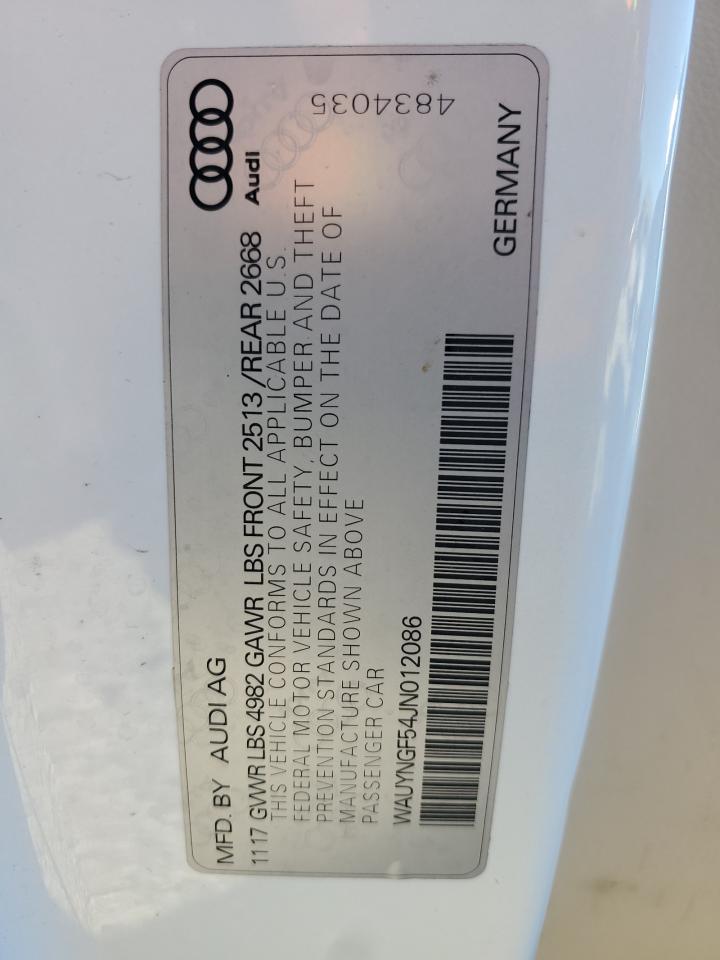 MFD. BY AUDI AG
11 17 GVWR LBS 4982 GAWR LBS FRONT 2513 /REAR 2668
Audi
THIS VEHICLE CONFORMS TO ALL APPLICABLE U.S.
FEDERAL MOTOR VEHICLE SAFETY, BUMPER AND THEFT
PREVENTION STANDARDS IN EFFECT ON THE DATE OF
MANUFACTURE SHOWN ABOVE
PASSENGER CAR
WAUYNGF54JN012086
GERMANY
4834035